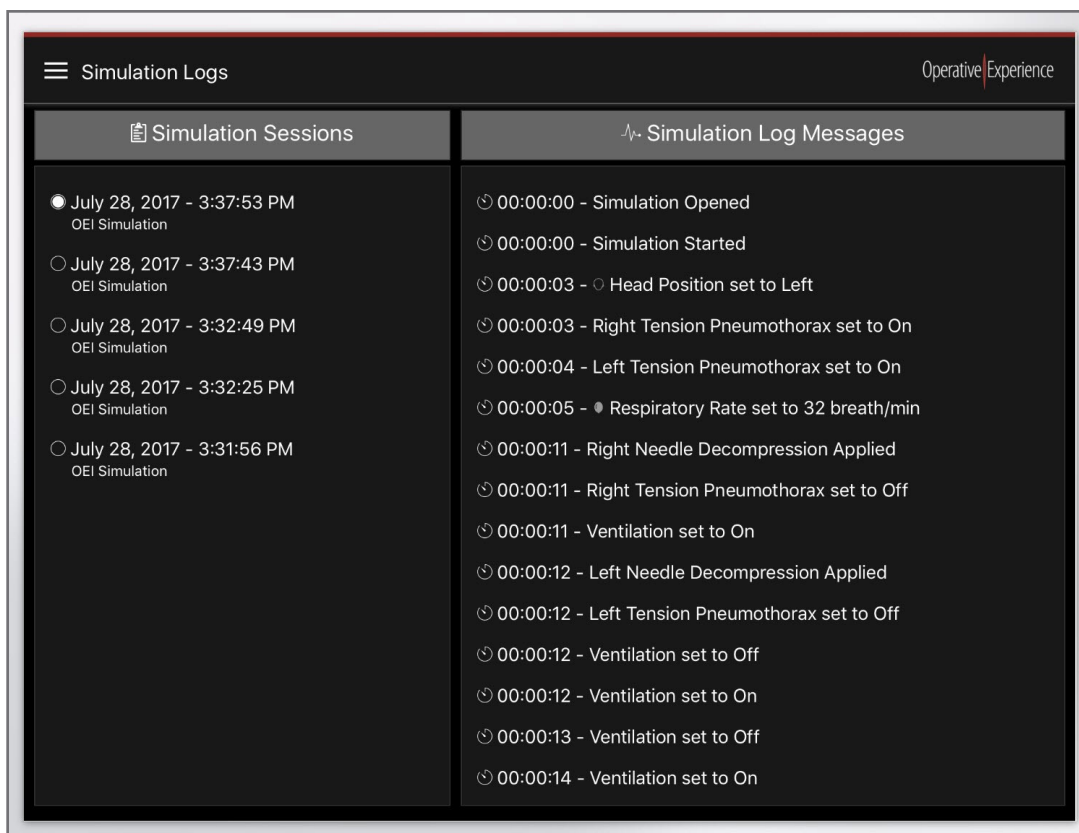 Simulation Logs
Operative Experience
Simulation Sessions
July 28, 2017 - 3:37:53 PM
OEI Simulation
July 28, 2017 - 3:37:43 PM
OEI Simulation
July 28, 2017 - 3:32:49 PM
OEI Simulation
July 28, 2017 - 3:32:25 PM
OEI Simulation
July 28, 2017 - 3:31:56 PM
OEI Simulation
Simulation Log Messages
00:00:00 - Simulation Opened
00:00:00 - Simulation Started
00:00:03 - Head Position set to Left
00:00:03 - Right Tension Pneumothorax set to On
00:00:04 - Left Tension Pneumothorax set to On
00:00:05 - Respiratory Rate set to 32 breath/min
00:00:11 - Right Needle Decompression Applied
00:00:11 - Right Tension Pneumothorax set to Off
00:00:11 - Ventilation set to On
00:00:12 - Left Needle Decompression Applied
00:00:12 - Left Tension Pneumothorax set to Off
00:00:12 - Ventilation set to Off
00:00:12 - Ventilation set to On
00:00:13 - Ventilation set to Off
00:00:14 - Ventilation set to On